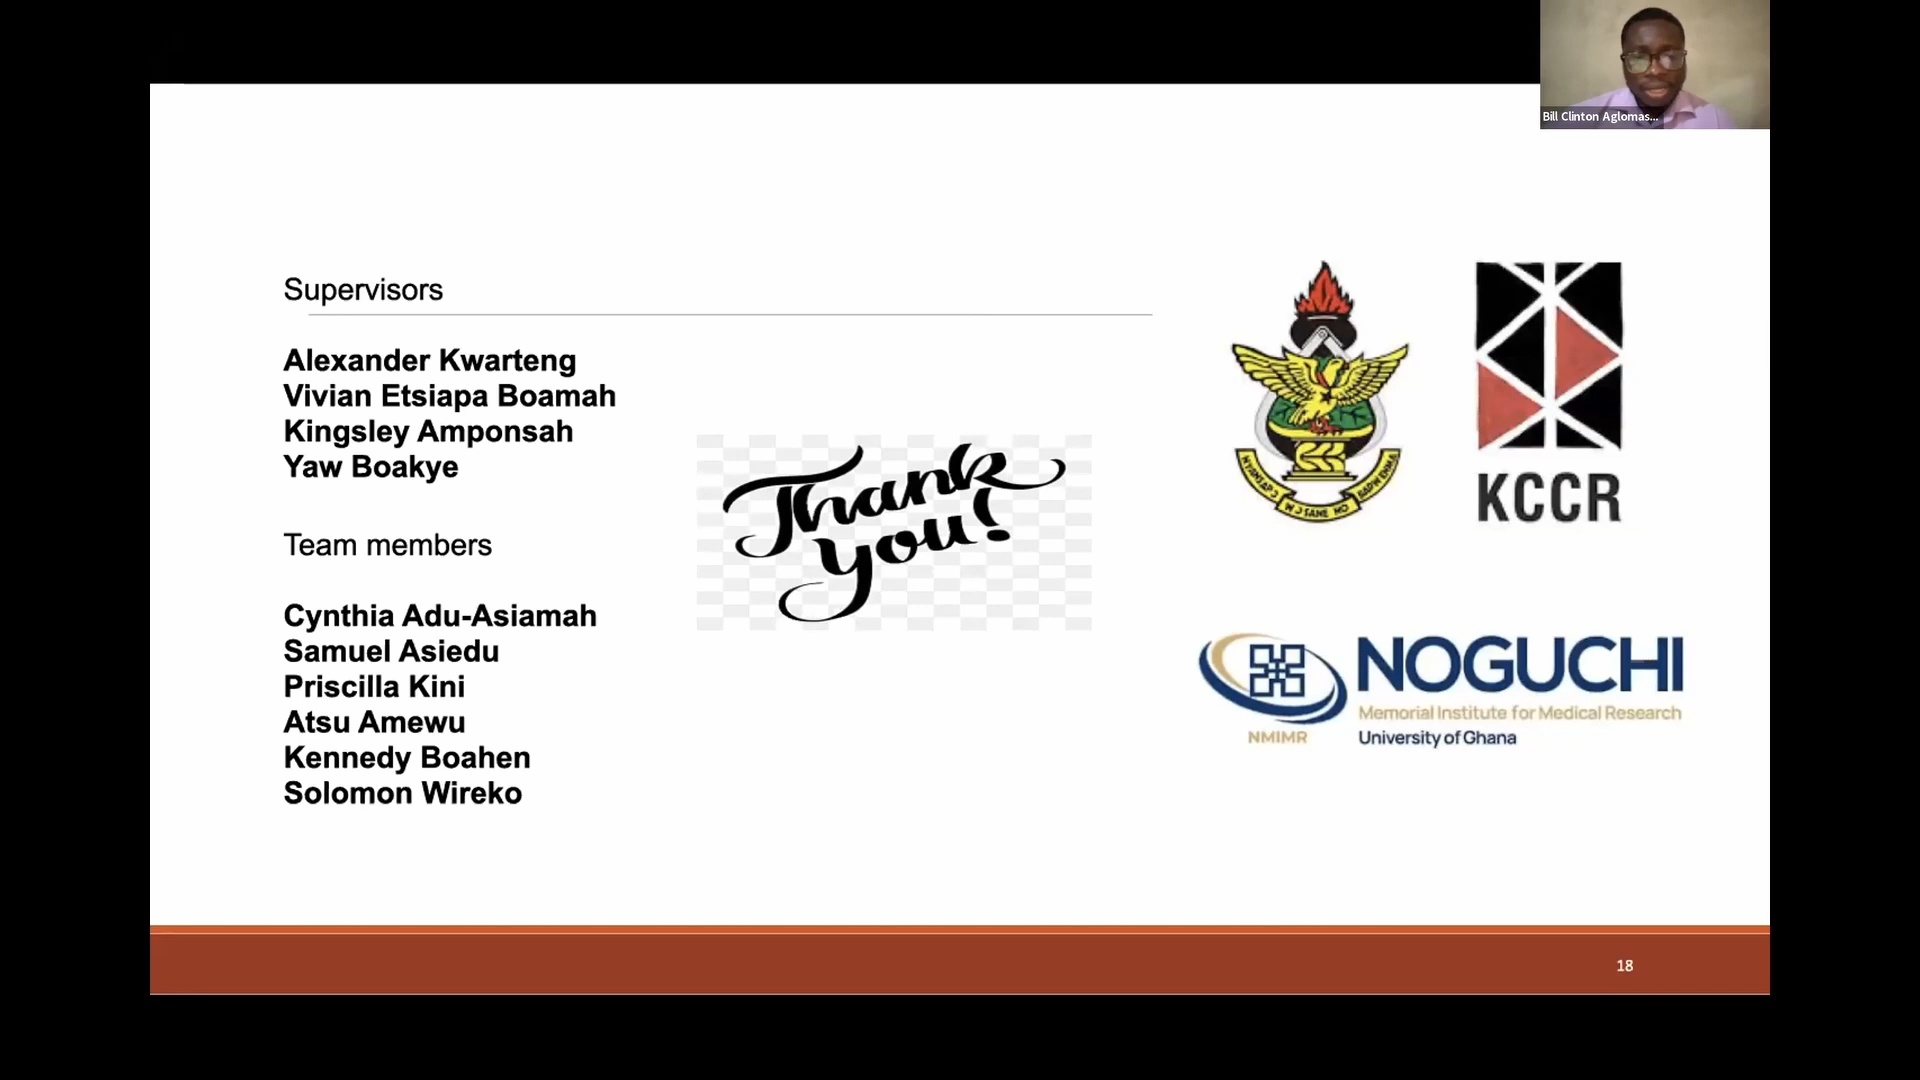 Bill Clinton Aglomas...
Supervisors
Alexander Kwarteng
Vivian Etsiapa Boamah
Kingsley Amponsah
Yaw Boakye
Team members
Cynthia Adu-Asiamah
Samuel Asiedu
Priscilla Kini
Atsu Amewu
Kennedy Boahen
Solomon Wireko
Thank
you!
KCCR
NOGUCHI
Memorial Institute for Medical Research
NMIMR
University of Ghana
18